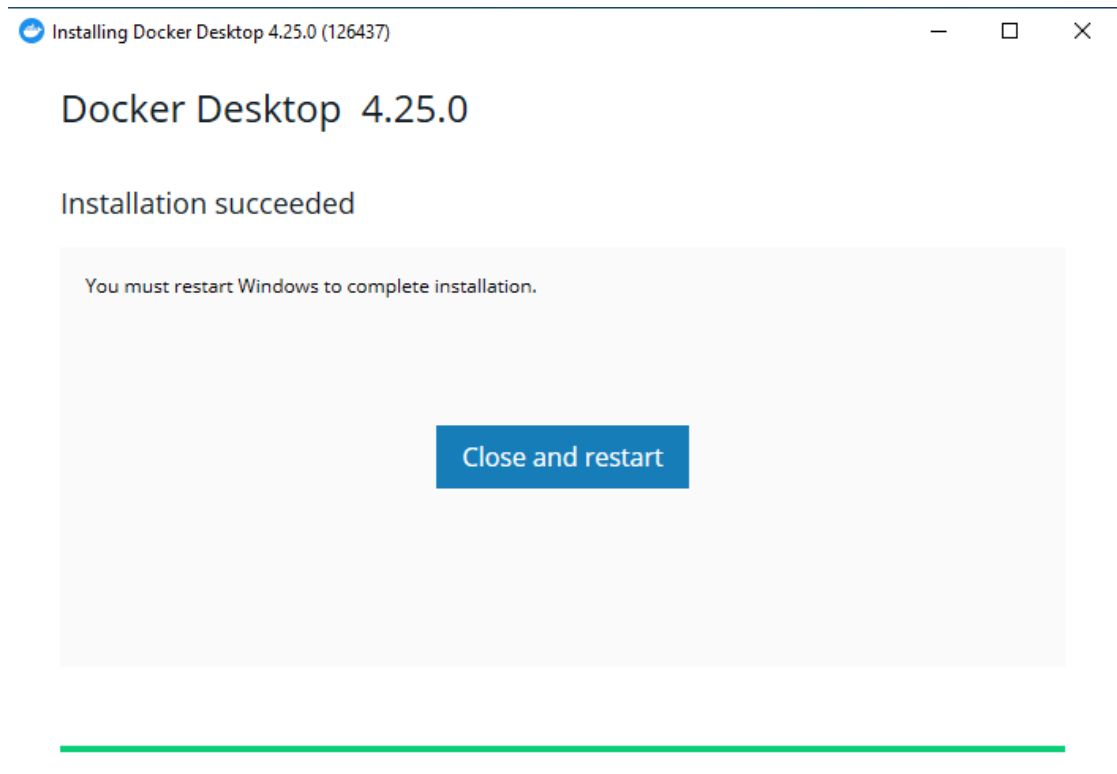 Installing Docker Desktop 4.25.0 (126437)
Docker Desktop 4.25.0
Installation succeeded
You must restart Windows to complete installation.
Close and restart